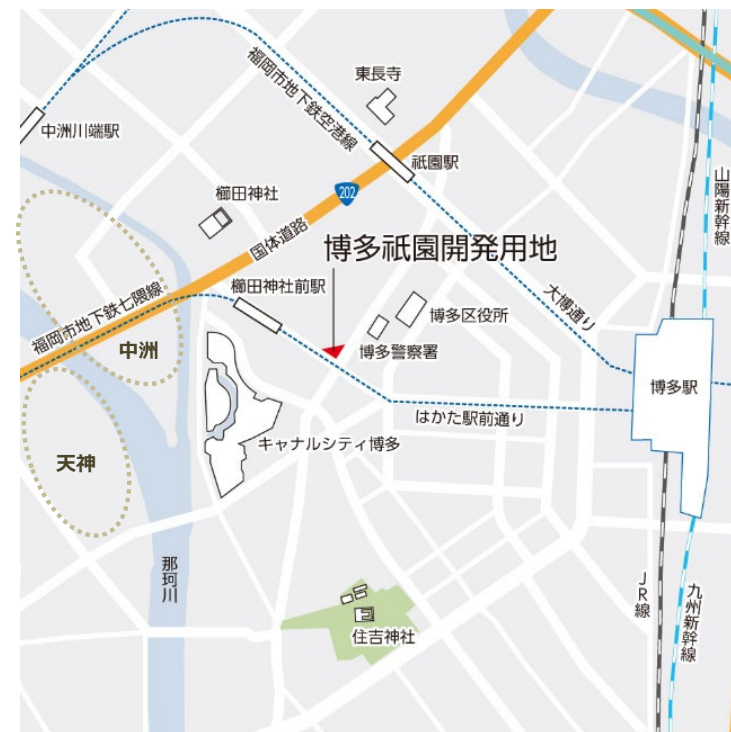 東長寺
福岡市地下鉄空港線
中洲川端駅
祇園駅
山陽新幹線
202
櫛田神社
国体道路
博多祇園開発用地
櫛田神社前駅
大博通り
博多区役所
福岡市地下鉄七隈線
博多警察署
中洲
博多駅
はかた駅前通り
キャナルシティ博多
天神
那珂川
JR線
九州新幹線
住吉神社